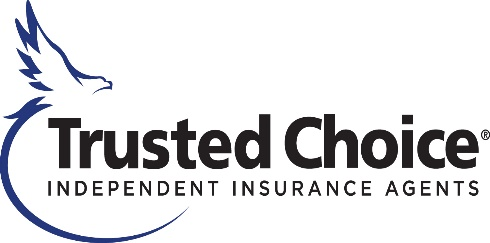 Trusted Choice®
INDEPENDENT INSURANCE AGENTS